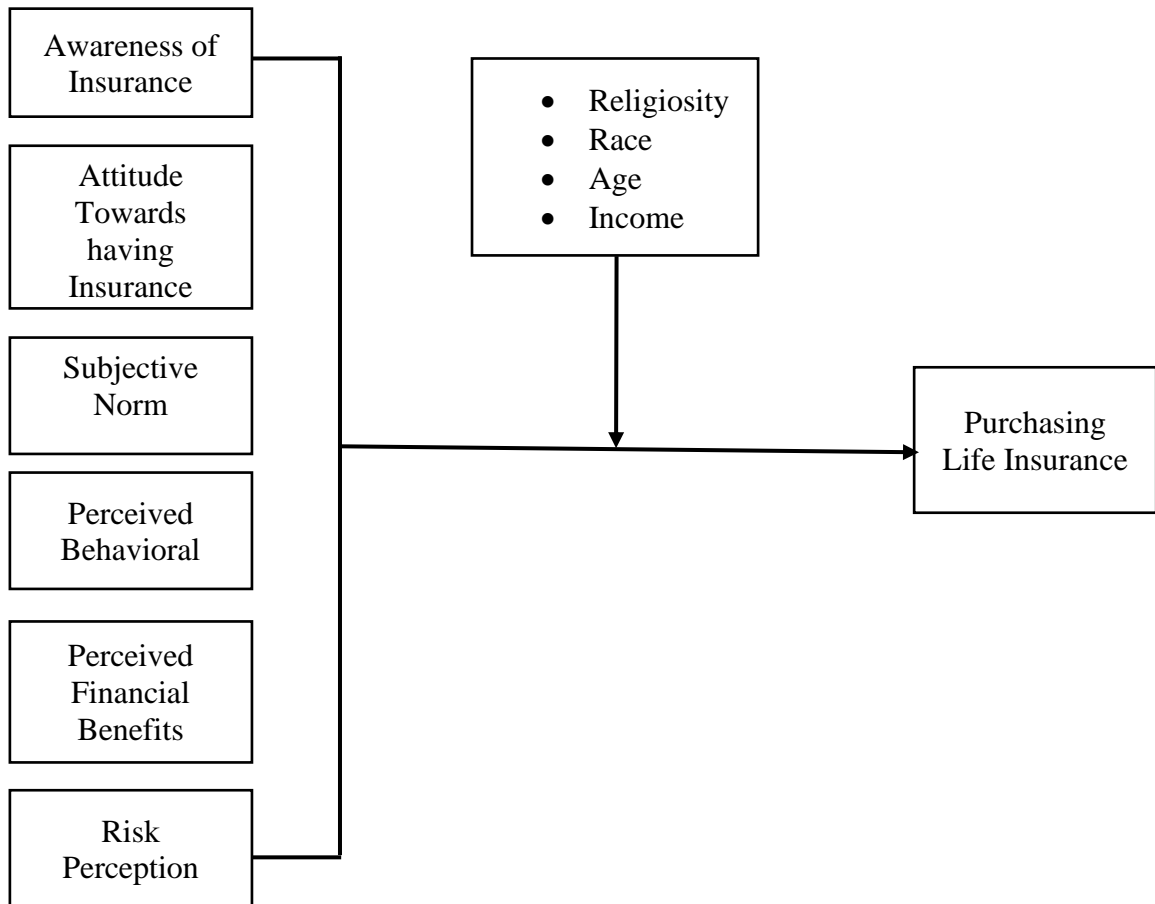 Awareness of
Insurance
Attitude
Towards
having
Insurance
Subjective
Norm
Perceived
Behavioral
Perceived
Financial
Benefits
Risk
Perception
• Religiosity
• Race
• Age
• Income
Purchasing
Life Insurance